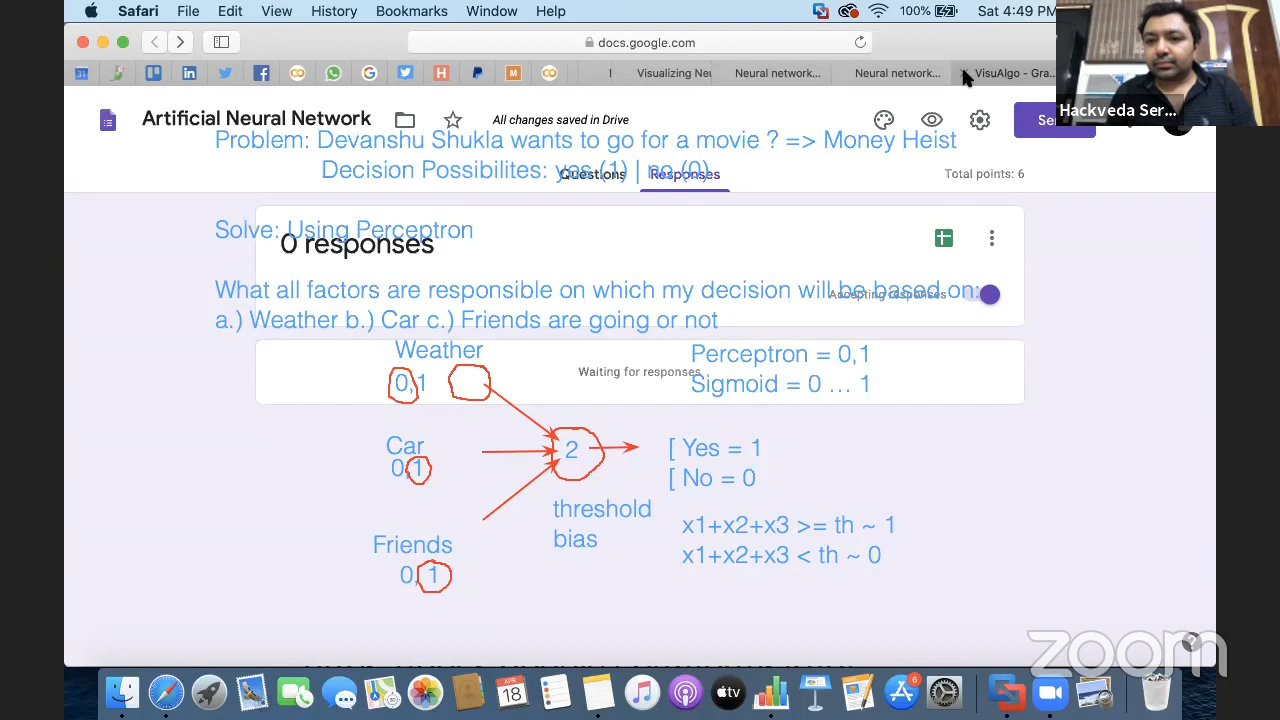 Safari File Edit View History Bookmarks Window Help 100% Sat 4:49 PM
docs.google.com
Visualizing Neu Neural network... Neural network... VisuAlgo - Gra...
Hackveda Ser...
Artificial Neural Network All changes saved in Drive
Problem: Devanshu Shukla wants to go for a movie ? => Money Heist
Decision Possibilites: yes (1) | no (0)
Questions Responses Total points: 6
Solve: Using Perceptron
0 responses
What all factors are responsible on which my decision will be based on:
Accepting responses
a.) Weather b.) Car c.) Friends are going or not
Weather
Perceptron = 0,1
Waiting for responses
0,1
Sigmoid = 0 ... 1
Car
0,1
2
[ Yes = 1
[ No = 0
threshold
bias
x1+x2+x3 >= th ~ 1
x1+x2+x3 < th ~ 0
Friends
0, 1
zoom
APR
18
tv
6